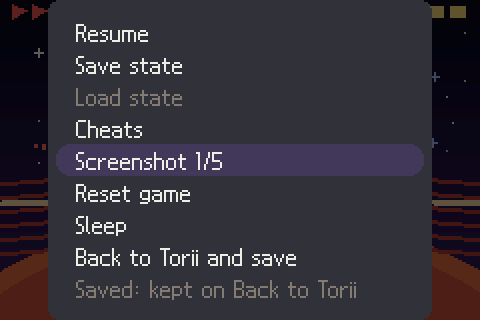 Resume
Save state
Load state
Cheats
Screenshot 1/5
Reset game
Sleep
Back to Torii and save
Saved: kept on Back to Torii